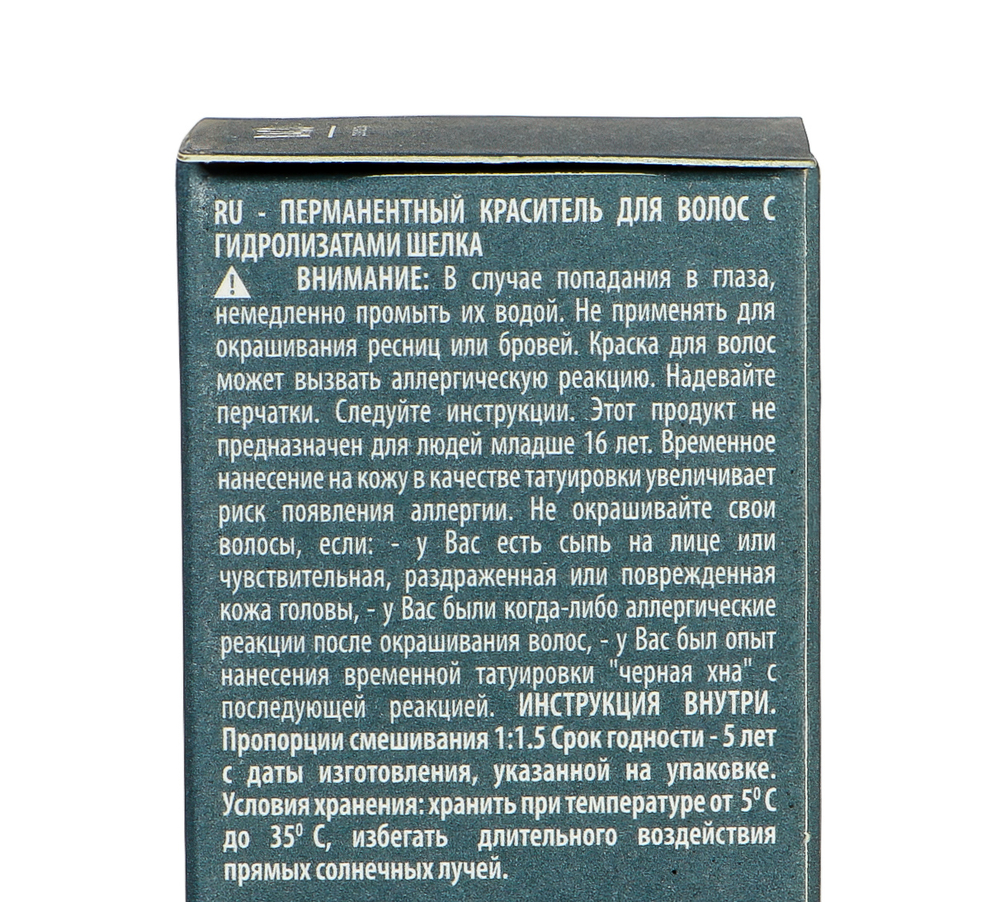 RU - ПЕРМАНЕНТНЫЙ КРАСИТЕЛЬ ДЛЯ ВОЛОС С
ГИДРОЛИЗАТАМИ ШЕЛКА
ВНИМАНИЕ: В случае попадания в глаза,
немедленно промыть их водой. Не применять для
окрашивания ресниц или бровей. Краска для волос
может вызвать аллергическую реакцию. Надевайте
перчатки. Следуйте инструкции. Этот продукт не
предназначен для людей младше 16 лет. Временное
нанесение на кожу в качестве татуировки увеличивает
риск появления аллергии. Не окрашивайте свои
волосы, если: - у Вас есть сыпь на лице или
чувствительная, раздраженная или поврежденная
кожа головы, - у Вас были когда-либо аллергические
реакции после окрашивания волос, - у Вас был опыт
нанесения временной татуировки "черная хна" с
последующей реакцией. ИНСТРУКЦИЯ ВНУТРИ.
Пропорции смешивания 1:1.5 Срок годности - 5 лет
с даты изготовления, указанной на упаковке.
Условия хранения: хранить при температуре от 5⁰ С
до 35⁰ С, избегать длительного воздействия
прямых солнечных лучей.